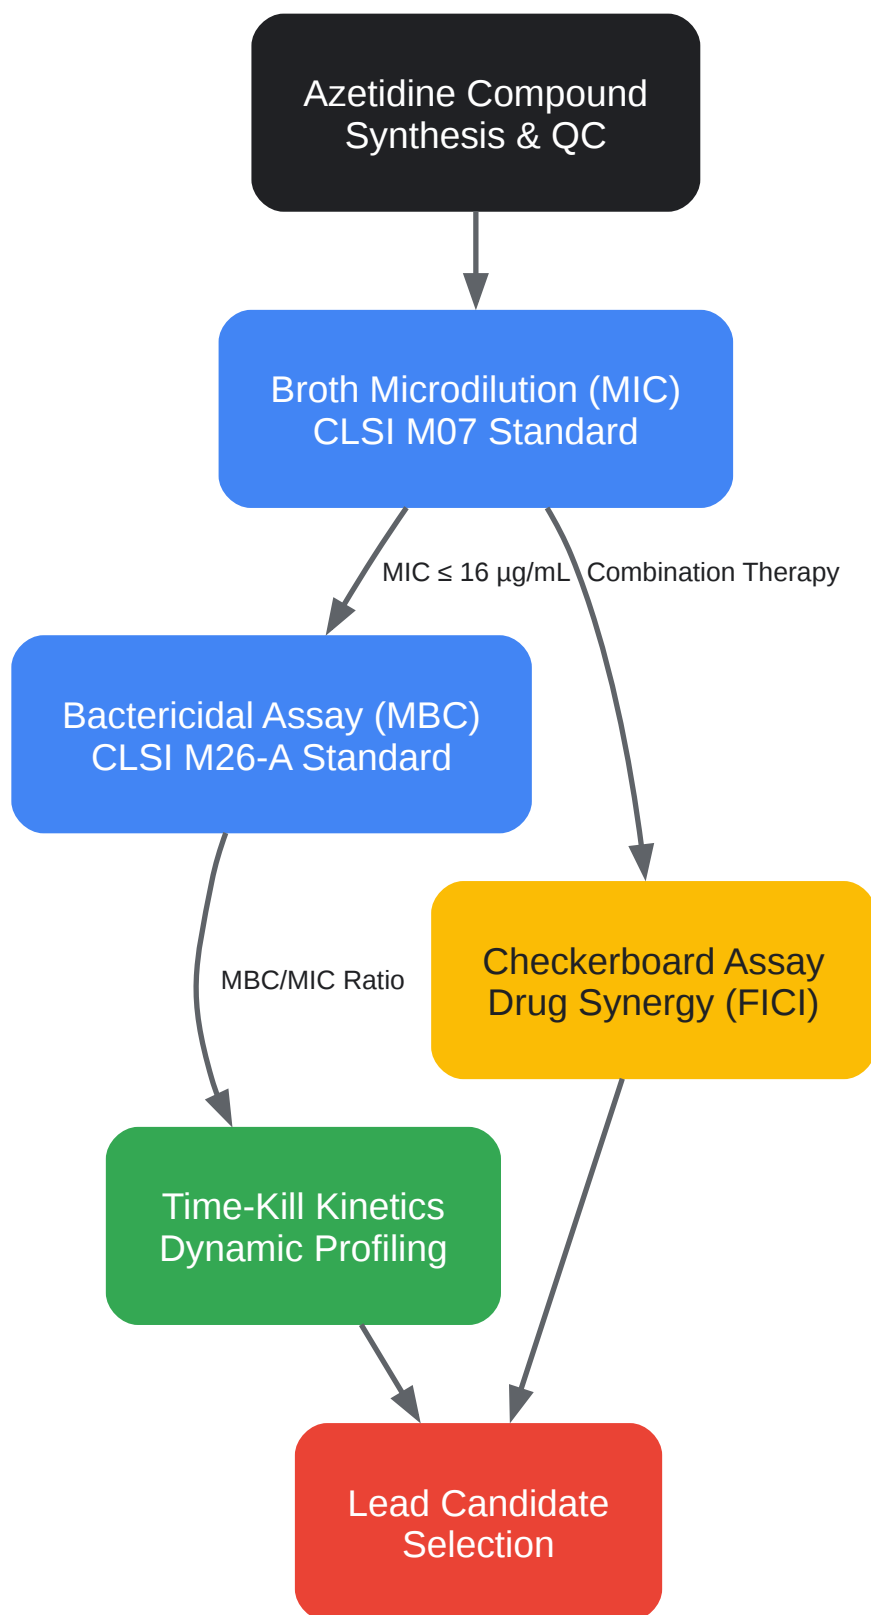 Azetidine Compound
Synthesis & QC
Broth Microdilution (MIC)
CLSI M07 Standard
MIC ≤ 16 µg/mL
Combination Therapy
Bactericidal Assay (MBC)
CLSI M26-A Standard
MBC/MIC Ratio
Checkerboard Assay
Drug Synergy (FICI)
Time-Kill Kinetics
Dynamic Profiling
Lead Candidate
Selection